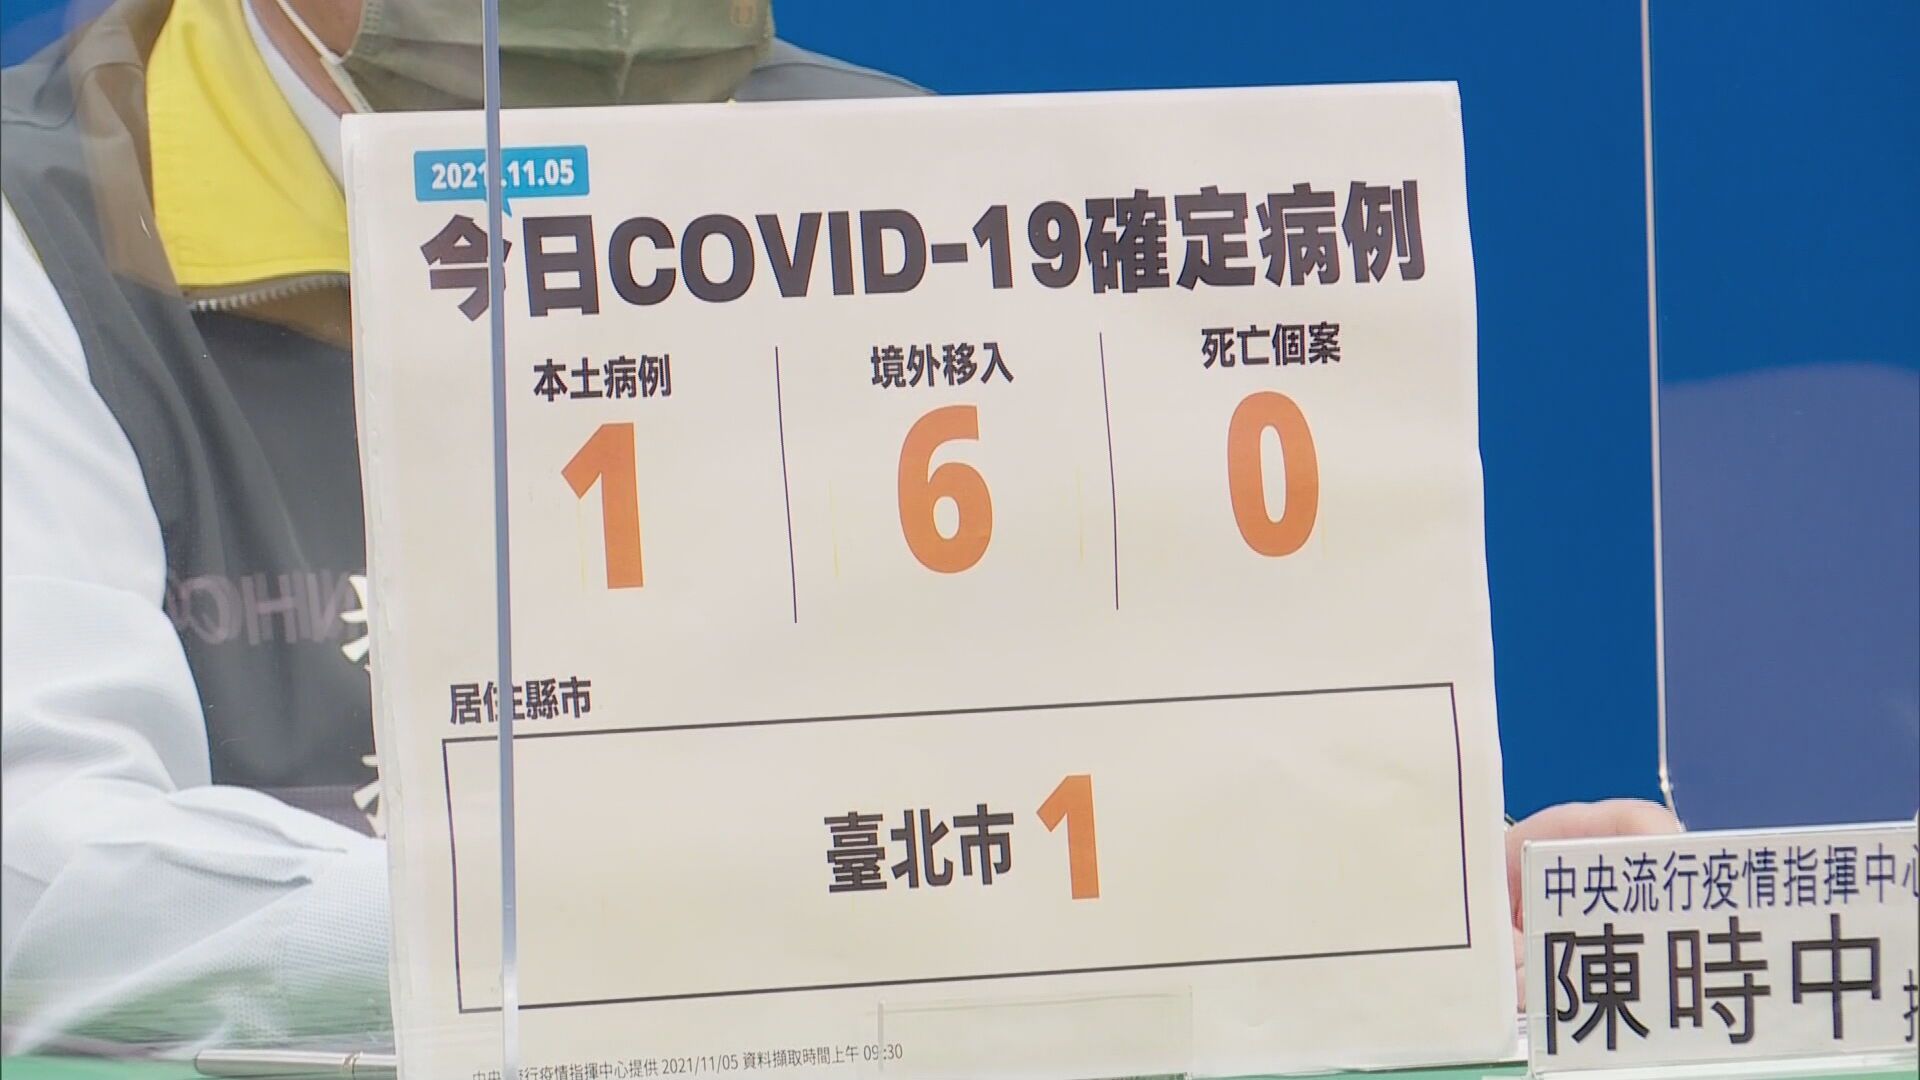 2021.11.05
今日COVID-19確定病例
本土病例 境外移入 死亡個案
1 6 0
居住縣市
臺北市 1
中央流行疫情指揮中心提供 2021/11/05 資料擷取時間上午 09:30
中央流行疫情指揮中心
陳時中